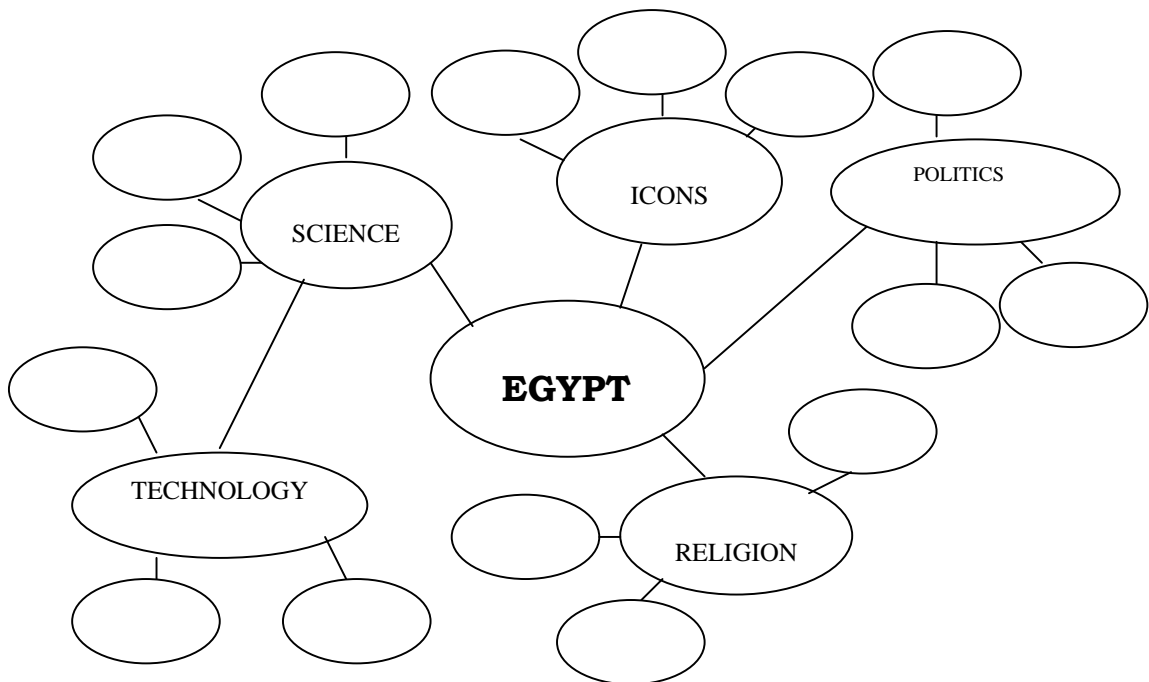 POLITICS
ICONS
SCIENCE
EGYPT
TECHNOLOGY
RELIGION